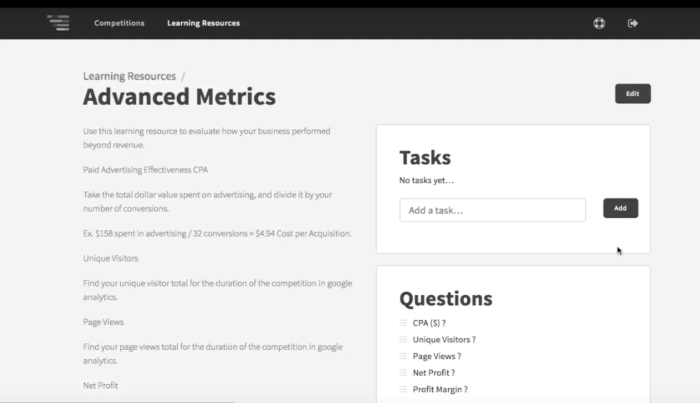 Competitions
Learning Resources
Learning Resources /
Advanced Metrics
Edit
Use this learning resource to evaluate how your business performed
beyond revenue.
Paid Advertising Effectiveness CPA
Take the total dollar value spent on advertising, and divide it by your
number of conversions.
Ex. $158 spent in advertising / 32 conversions = $4.94 Cost per Acquisition.
Unique Visitors
Find your unique visitor total for the duration of the competition in google
analytics.
Page Views
Find your page views total for the duration of the competition in google
analytics.
Net Profit
Tasks
No tasks yet...
Add a task...
Add
Questions
CPA ($) ?
Unique Visitors ?
Page Views ?
Net Profit ?
Profit Margin ?